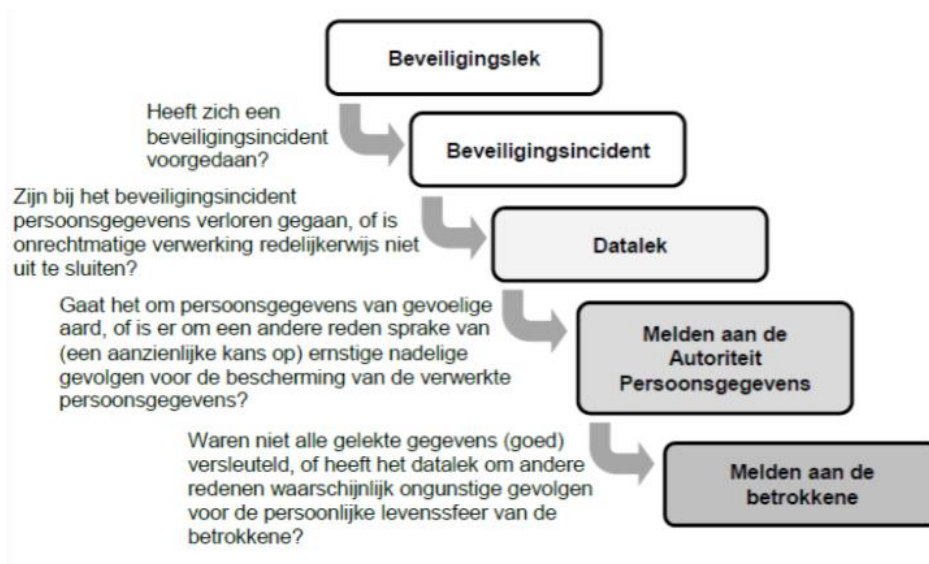 Beveiligingslek
Heeft zich een
beveiligingsincident
voorgedaan?
Beveiligingsincident
Zijn bij het beveiligingsincident
persoonsgegevens verloren gegaan, of is
onrechtmatige verwerking redelijkerwijs niet
uit te sluiten?
Datalek
Gaat het om persoonsgegevens van gevoelige
aard, of is er om een andere reden sprake van
(een aanzienlijke kans op) ernstige nadelige
gevolgen voor de bescherming van de verwerkte
persoonsgegevens?
Melden aan de
Autoriteit
Persoonsgegevens
Waren niet alle gelekte gegevens (goed)
versleuteld, of heeft het datalek om andere
redenen waarschijnlijk ongunstige gevolgen
voor de persoonlijke levenssfeer van de
betrokkene?
Melden aan de
betrokkene